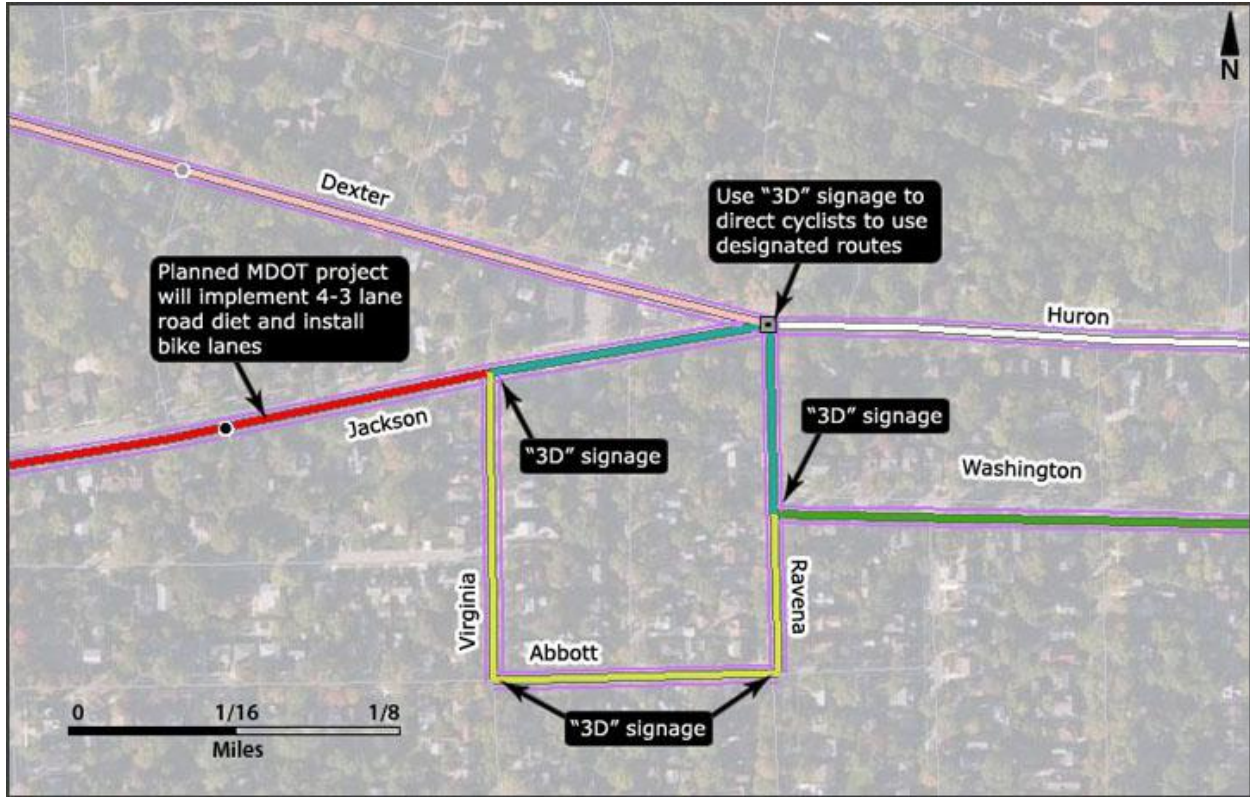 N
Dexter
Use “3D” signage to
direct cyclists to use
designated routes
Planned MDOT project
will implement 4-3 lane
road diet and install
bike lanes
Huron
Jackson
“3D” signage
“3D” signage
Washington
Virginia
Ravena
Abbott
“3D” signage
0 1/16 1/8
Miles